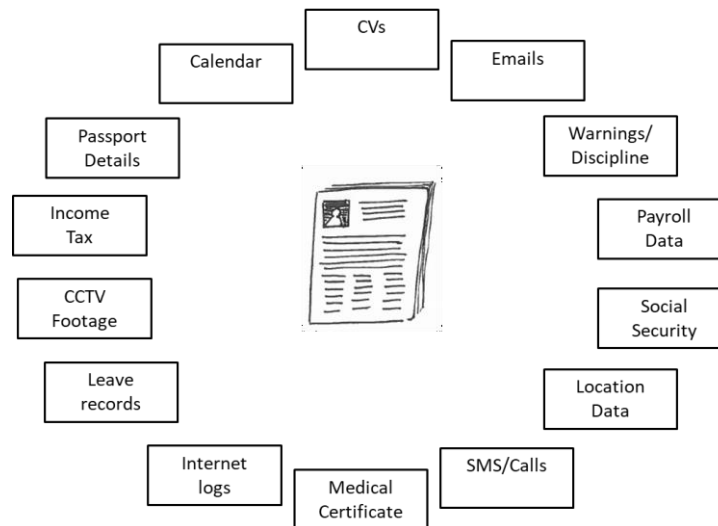 CVs
Calendar
Emails
Passport
Details
Warnings/
Discipline
Income
Tax
Payroll
Data
CCTV
Footage
Social
Security
Leave
records
Location
Data
Internet
logs
Medical
Certificate
SMS/Calls